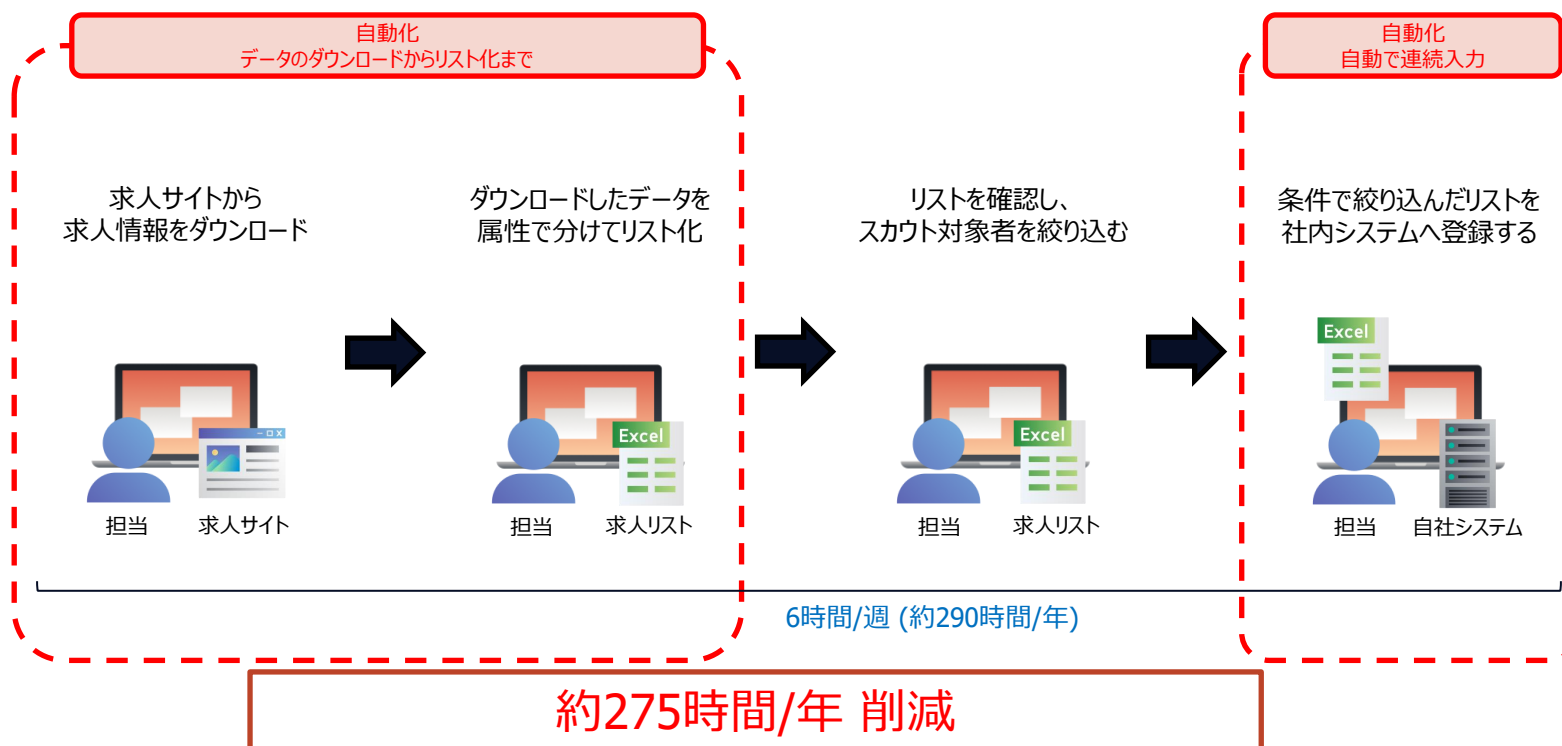 自動化
データのダウンロードからリスト化まで
自動化
自動で連続入力
求人サイトから
求人情報をダウンロード
ダウンロードしたデータを
属性で分けてリスト化
リストを確認し、
スカウト対象者を絞り込む
条件で絞り込んだリストを
社内システムへ登録する
Excel
Excel
Excel
担当
求人サイト
担当
求人リスト
担当
求人リスト
担当
自社システム
6時間/週 (約290時間/年)
約275時間/年 削減